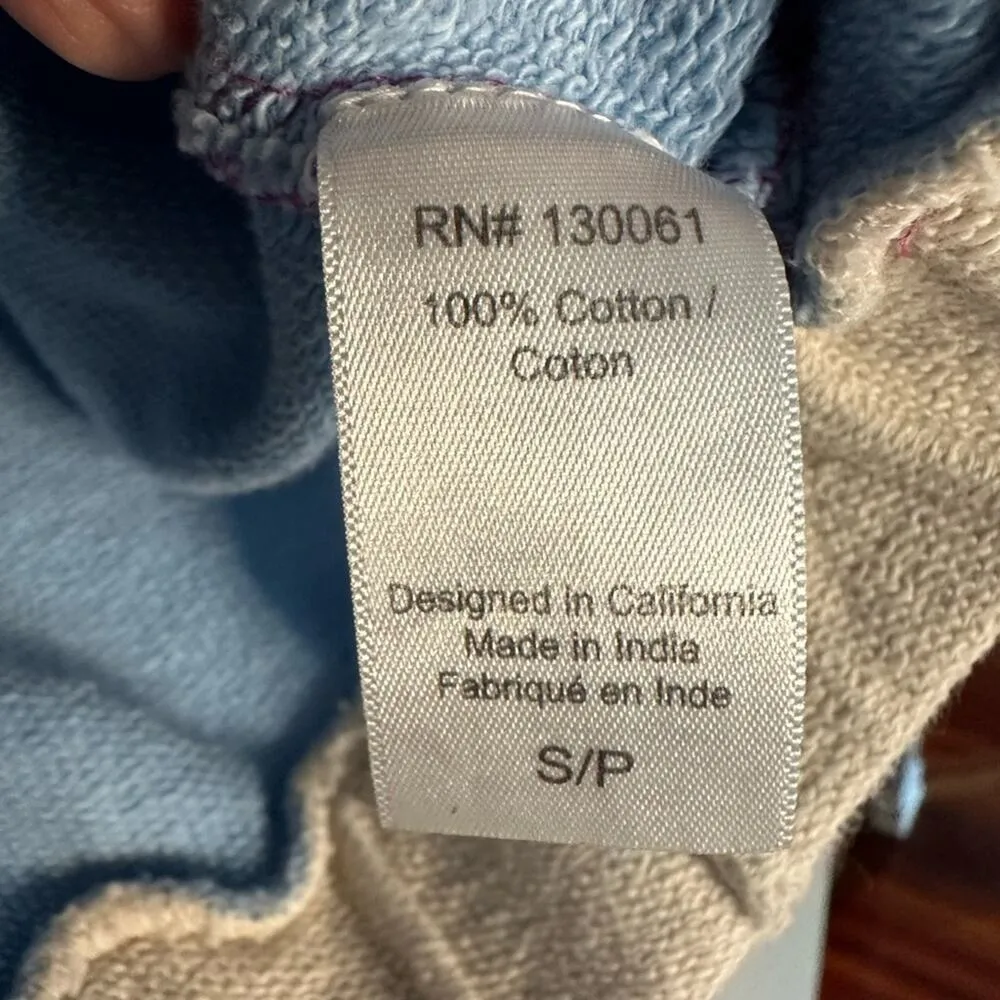 RN# 130061
100% Cotton /
Coton
Designed in California
Made in India
Fabriqué en Inde
S/P